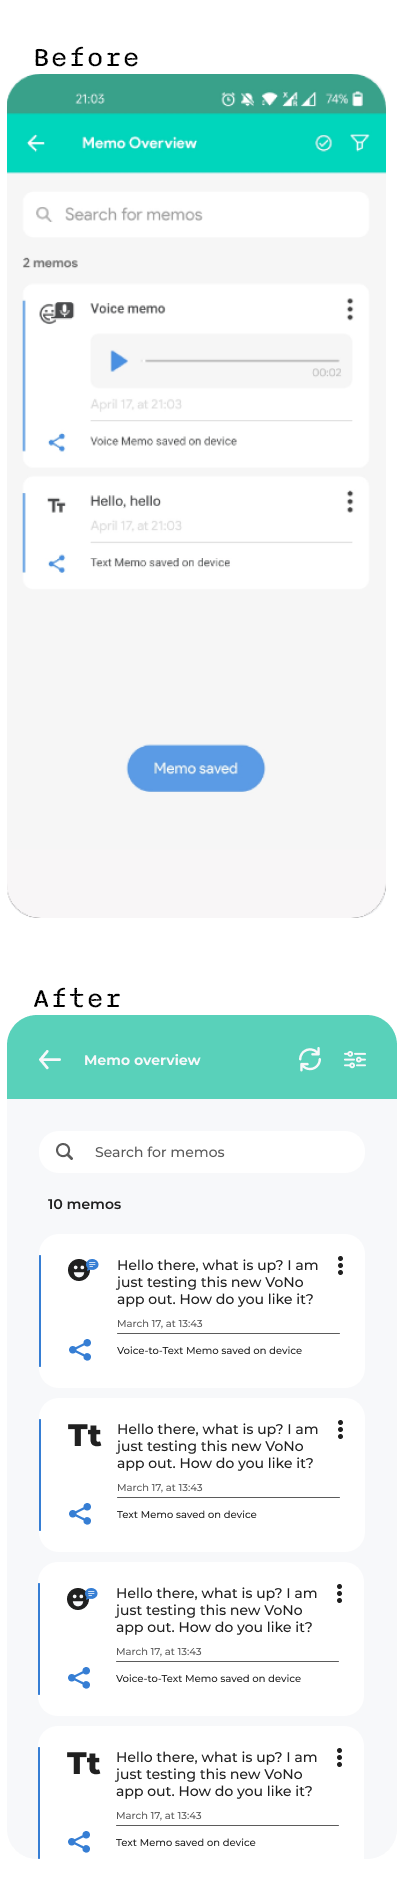 Before
21:03
74%
Memo Overview
Search for memos
2 memos
Voice memo
00:02
April 17, at 21:03
Voice Memo saved on device
Tт
Hello, hello
April 17, at 21:03
Text Memo saved on device
Memo saved
After
Memo overview
Search for memos
10 memos
Hello there, what is up? I am
just testing this new VoNo
app out. How do you like it?
March 17, at 13:43
Voice-to-Text Memo saved on device
Tt
Hello there, what is up? I am
just testing this new VoNo
app out. How do you like it?
March 17, at 13:43
Text Memo saved on device
Hello there, what is up? I am
just testing this new VoNo
app out. How do you like it?
March 17, at 13:43
Voice-to-Text Memo saved on device
Tt
Hello there, what is up? I am
just testing this new VoNo
app out. How do you like it?
March 17, at 13:43
Text Memo saved on device